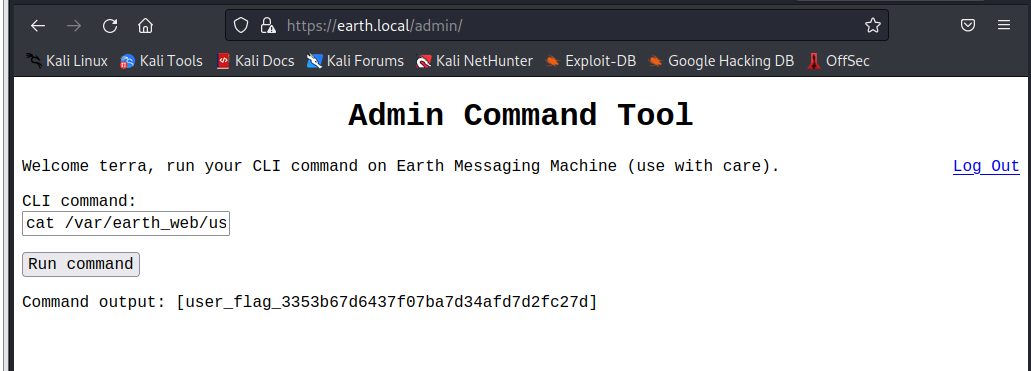 https://earth.local/admin/
Kali Linux Kali Tools Kali Docs Kali Forums Kali NetHunter Exploit-DB Google Hacking DB OffSec
Admin Command Tool
Welcome terra, run your CLI command on Earth Messaging Machine (use with care). Log Out
CLI command:
cat /var/earth_web/us
Run command
Command output: [user_flag_3353b67d6437f07ba7d34afd7d2fc27d]